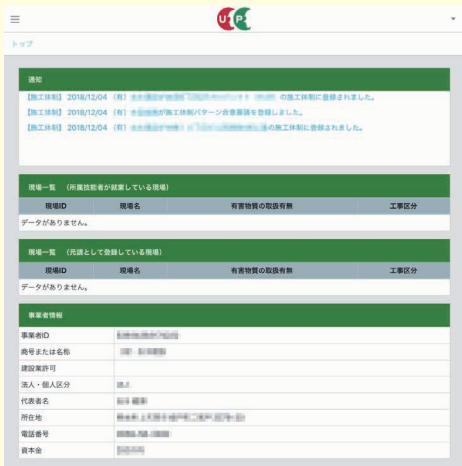 U P C
トップ
通知
【施工体制】 2018/12/04 （有） の施工体制に登録されました。
【施工体制】 2018/12/04 （有） が施工体制パターン合意審議を登録しました。
【施工体制】 2018/12/04 （有） の施工体制に登録されました。
現場一覧 （所属技能者が就業している現場）
現場ID 現場名 有害物質の取扱有無 工事区分
データがありません。
現場一覧 （元請として登録している現場）
現場ID 現場名 有害物質の取扱有無 工事区分
データがありません。
事業者情報
事業者ID
商号または名称
建設業許可
法人・個人区分
代表者名
所在地
電話番号
資本金